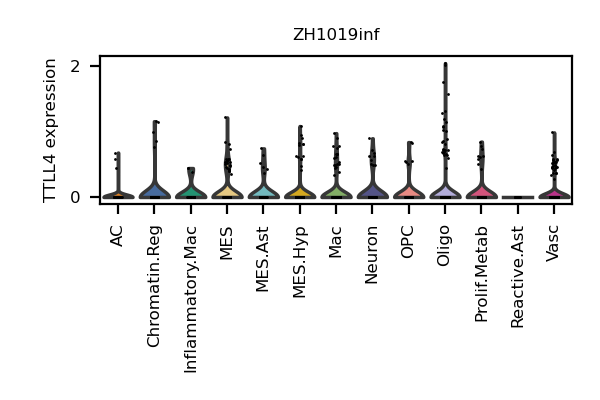 ZH1019inf
TTLL4 expression
2
0
AC
Chromatin.Reg
Inflammatory.Mac
MES
MES.Ast
MES.Hyp
Mac
Neuron
OPC
Oligo
Prolif.Metab
Reactive.Ast
Vasc